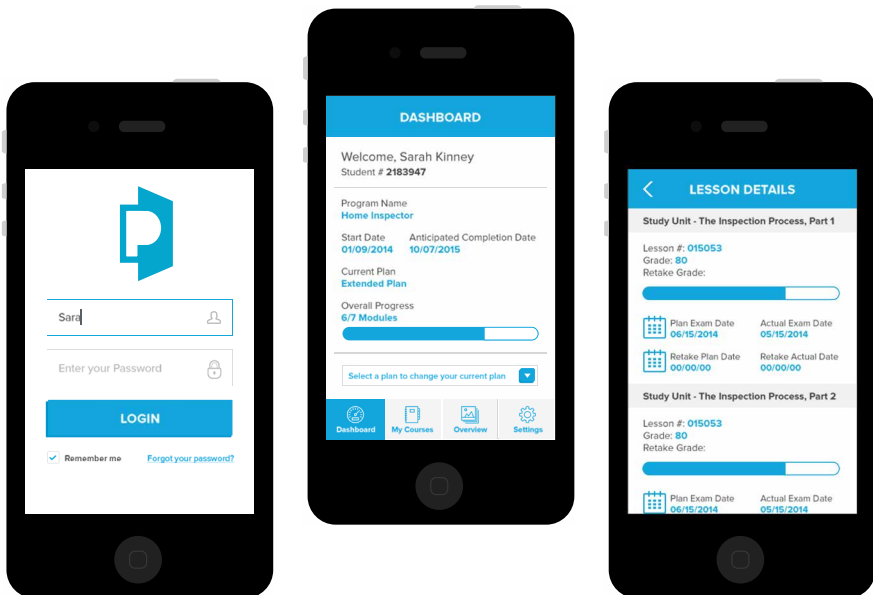 Sara
Enter your Password
LOGIN
Remember me Forgot your password?
DASHBOARD
Welcome, Sarah Kinney
Student # 2183947
Program Name
Home Inspector
Start Date Anticipated Completion Date
01/09/2014 10/07/2015
Current Plan
Extended Plan
Overall Progress
6/7 Modules
Select a plan to change your current plan
Dashboard My Courses Overview Settings
LESSON DETAILS
Study Unit - The Inspection Process, Part 1
Lesson #: 015053
Grade: 80
Retake Grade:
Plan Exam Date Actual Exam Date
06/15/2014 05/15/2014
Retake Plan Date Retake Actual Date
00/00/00 00/00/00
Study Unit - The Inspection Process, Part 2
Lesson #: 015053
Grade: 80
Retake Grade:
Plan Exam Date Actual Exam Date
06/15/2014 05/15/2014